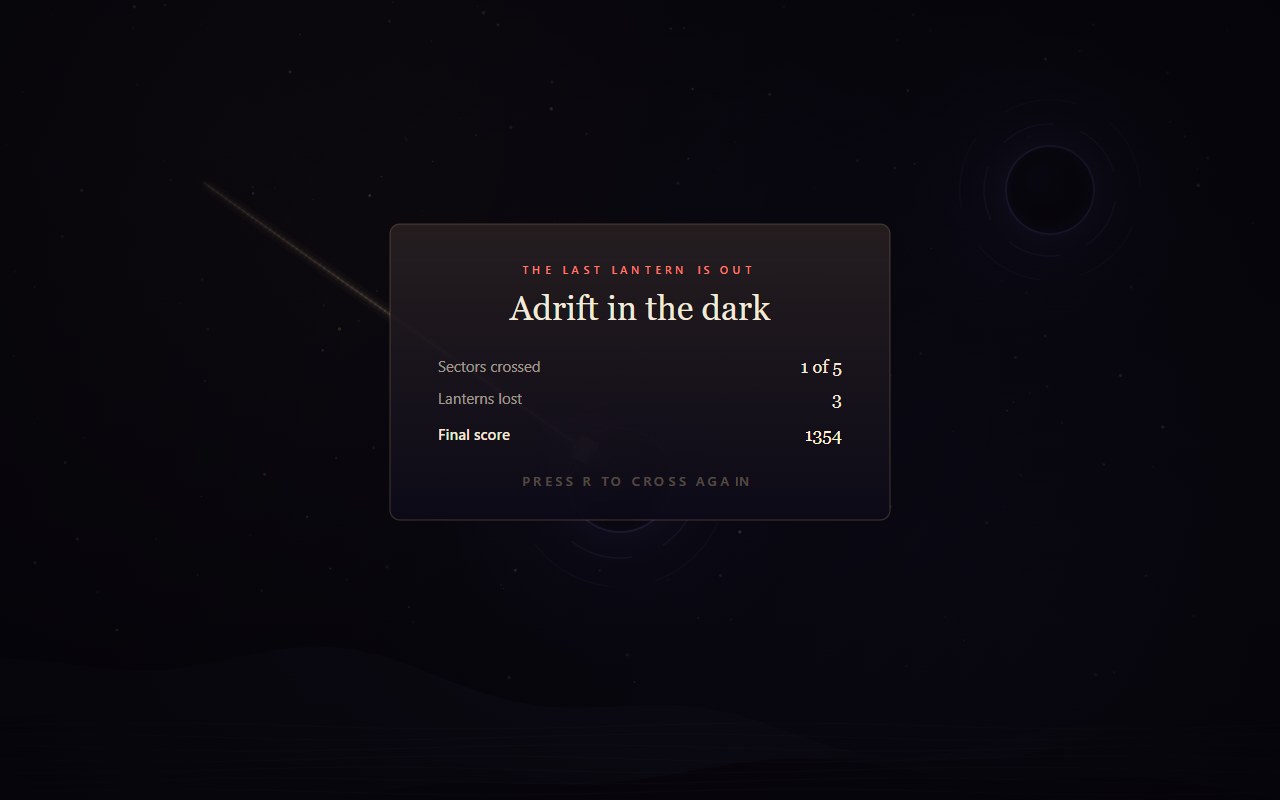 THE LAST LANTERN IS OUT
Adrift in the dark
Sectors crossed 1 of 5
Lanterns lost 3
Final score 1354
PRESS R TO CROSS AGAIN